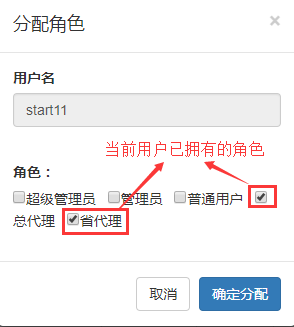 分配角色
×
用户名
start11
当前用户已拥有的角色
角色：
超级管理员 管理员 普通用户
总代理 省代理
取消 确定分配